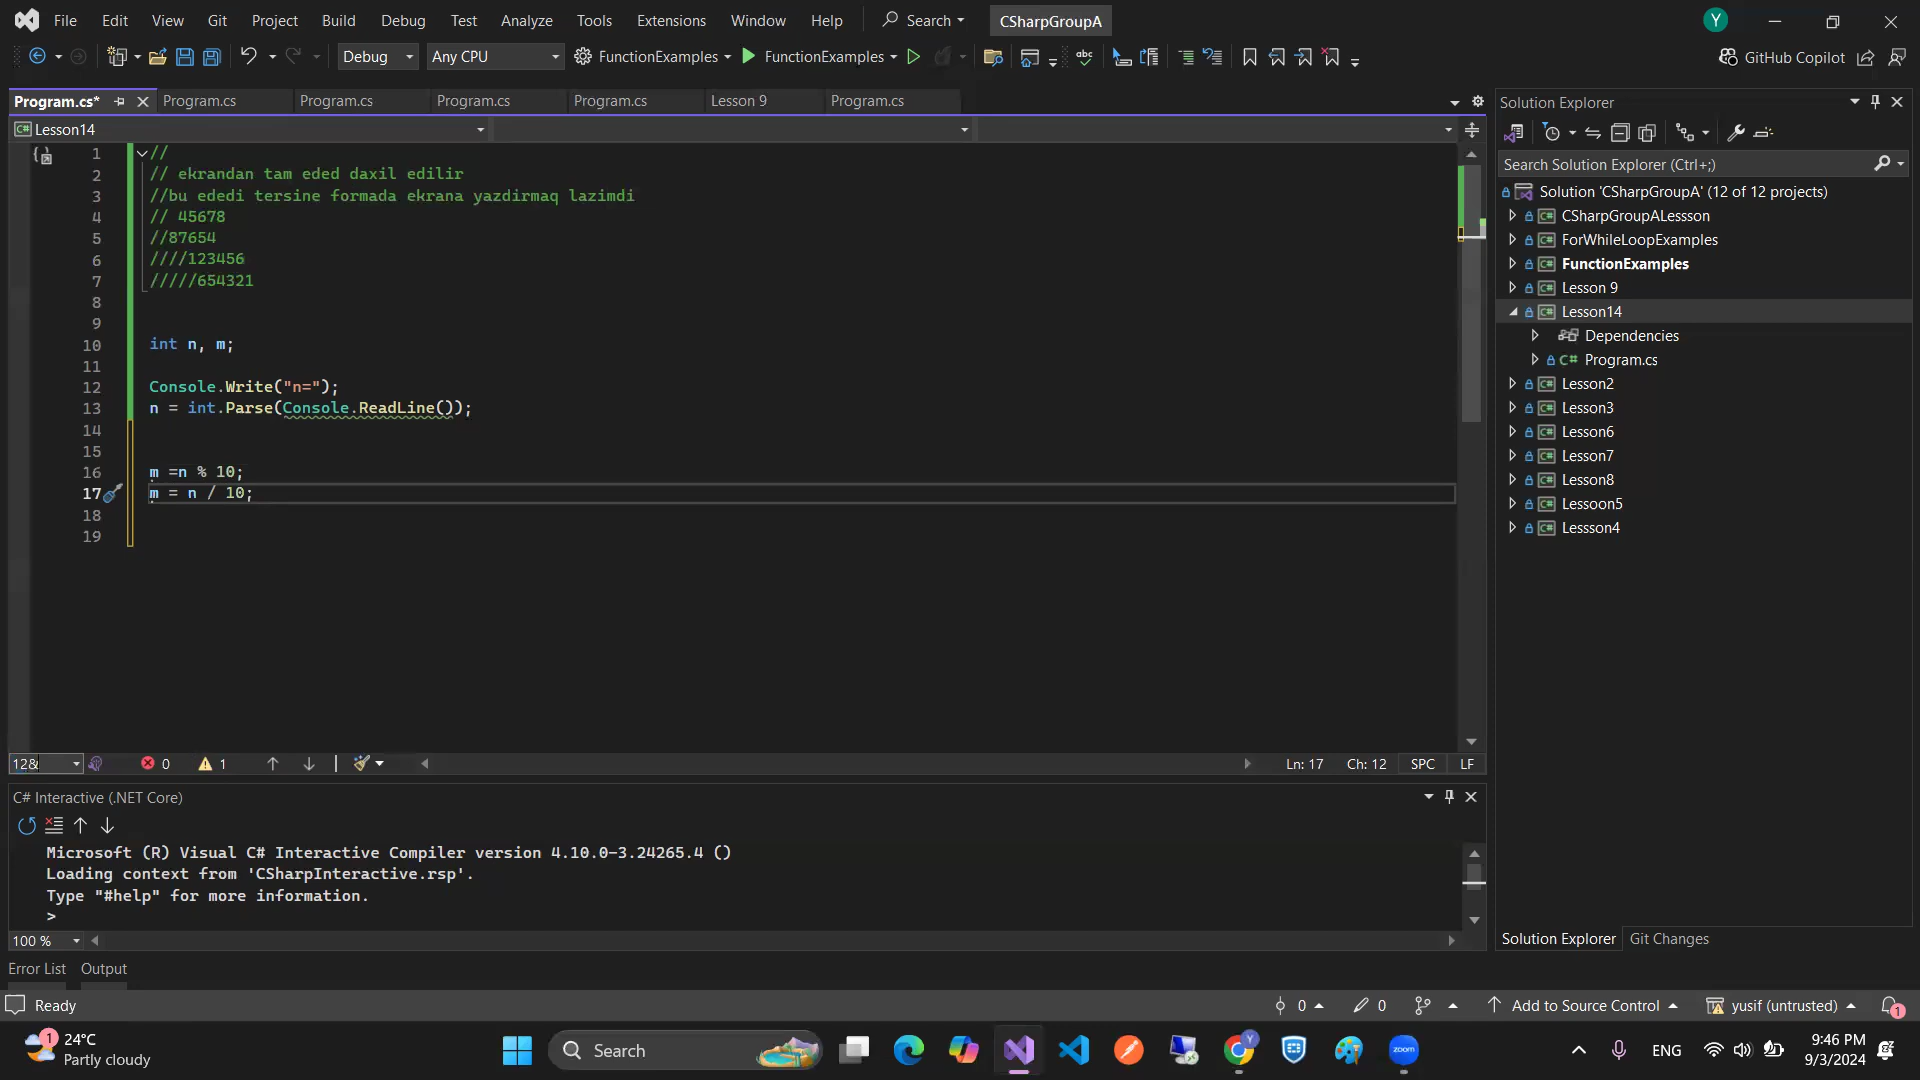 File Edit View Git Project Build Debug Test Analyze Tools Extensions Window Help Search CSharpGroupA Y
Debug Any CPU FunctionExamples FunctionExamples GitHub Copilot
Program.cs* Program.cs Program.cs Program.cs Program.cs Lesson 9 Program.cs
C# Lesson14
1 //
2 // ekrandan tam eded daxil edilir
3 //bu ededi tersine formada ekrana yazdirmaq lazimdi
4 // 45678
5 //87654
6 ////123456
7 /////654321
8
9
10 int n, m;
11
12 Console.Write("n=");
13 n = int.Parse(Console.ReadLine());
14
15
16 m =n % 10;
17 m = n / 10;
18
19
12& 0 1 Ln: 17 Ch: 12 SPC LF
C# Interactive (.NET Core)
Microsoft (R) Visual C# Interactive Compiler version 4.10.0-3.24265.4 ()
Loading context from 'CSharpInteractive.rsp'.
Type "#help" for more information.
>
100 %
Error List Output
Solution Explorer
Search Solution Explorer (Ctrl+;)
Solution 'CSharpGroupA' (12 of 12 projects)
C# CSharpGroupALessson
C# ForWhileLoopExamples
C# FunctionExamples
C# Lesson 9
C# Lesson14
Dependencies
C# Program.cs
C# Lesson2
C# Lesson3
C# Lesson6
C# Lesson7
C# Lesson8
C# Lessoon5
C# Lessson4
Solution Explorer Git Changes
Ready 0 0 Add to Source Control yusif (untrusted) 1
1 24°C
Partly cloudy
Search zoom ENG
9:46 PM
9/3/2024